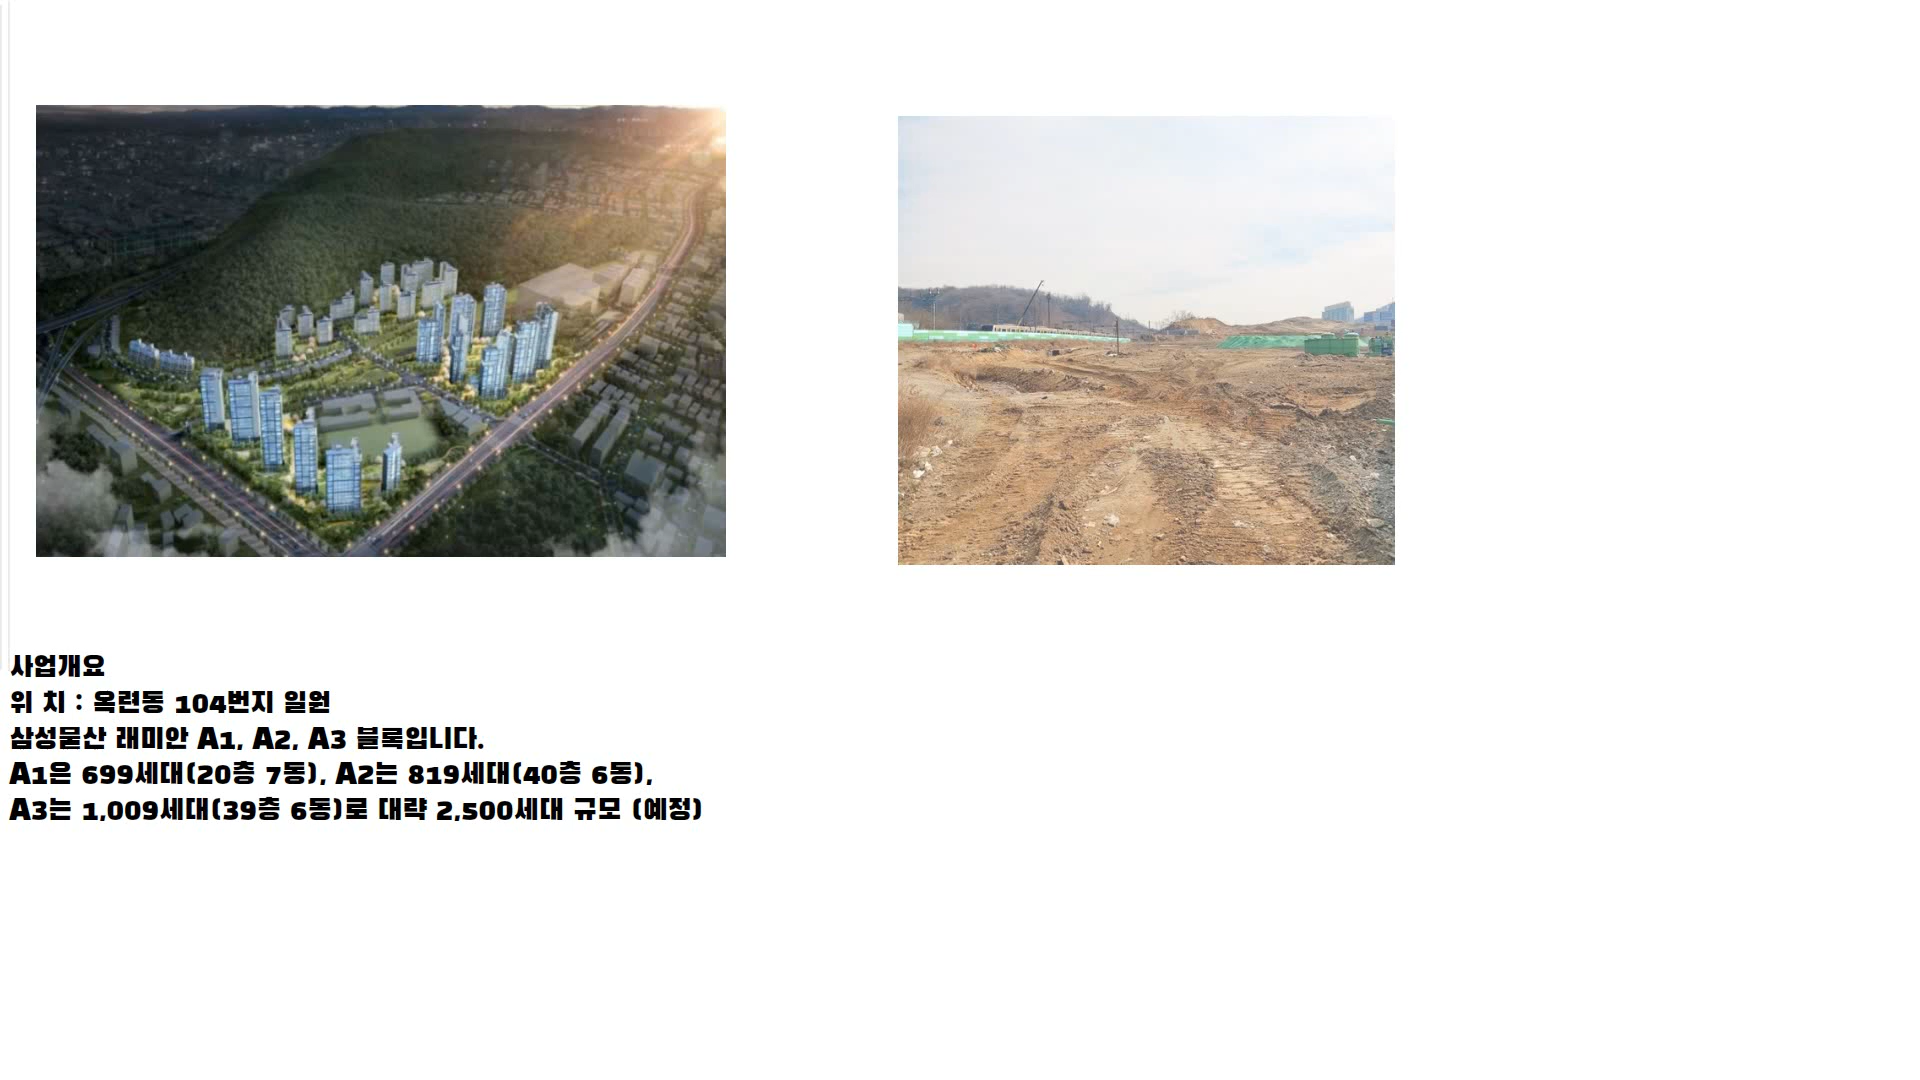 사업개요
위 치 : 옥련동 104번지 일원
삼성물산 래미안 A1, A2, A3 블록입니다.
A1은 699세대(20층 7동), A2는 819세대(40층 6동),
A3는 1,009세대(39층 6동)로 대략 2,500세대 규모 (예정)